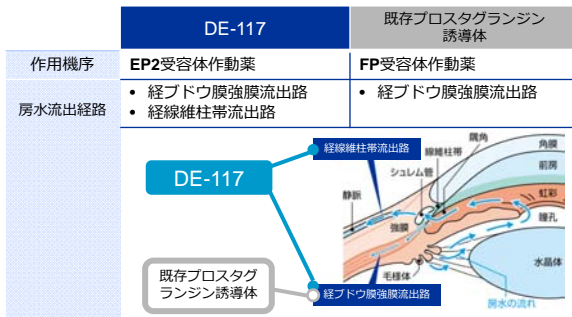 DE-117
既存プロスタグランジン
誘導体
作用機序
EP2受容体作動薬
FP受容体作動薬
房水流出経路
• 経ブドウ膜強膜流出路
• 経線維柱帯流出路
• 経ブドウ膜強膜流出路
経線維柱帯流出路
隅角
角膜
線維柱帯
前房
シュレム管
DE-117
虹彩
静脈
瞳孔
強膜
水晶体
既存プロスタグ
ランジン誘導体
毛様体
経ブドウ膜強膜流出路
房水の流れ